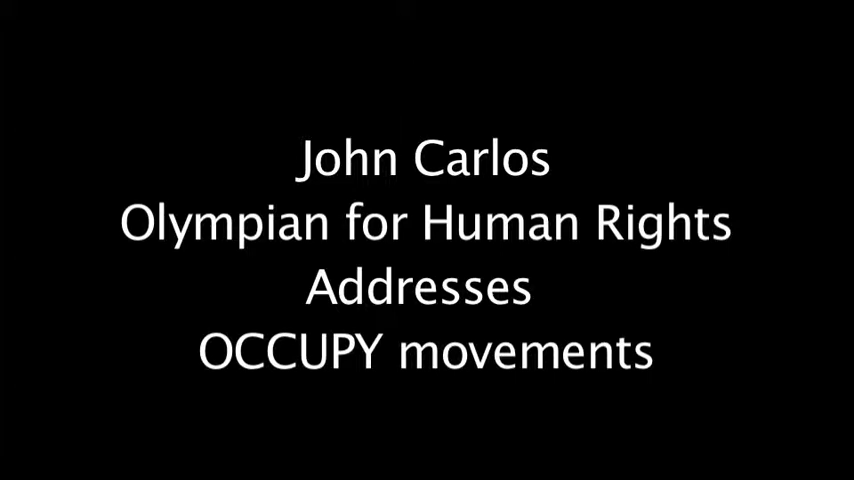 John Carlos
Olympian for Human Rights
Addresses
OCCUPY movements